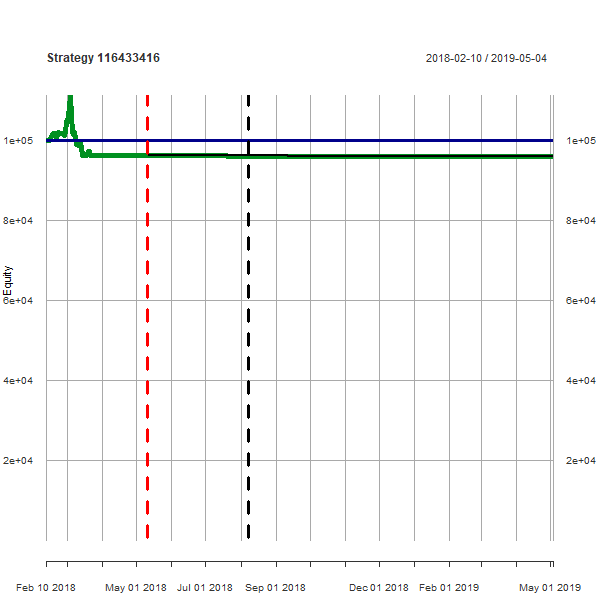 Strategy 116433416
2018-02-10 / 2019-05-04
1e+05
1e+05
8e+04
8e+04
Equity
6e+04
6e+04
4e+04
4e+04
2e+04
2e+04
Feb 10 2018
May 01 2018
Jul 01 2018
Sep 01 2018
Dec 01 2018
Feb 01 2019
May 01 2019